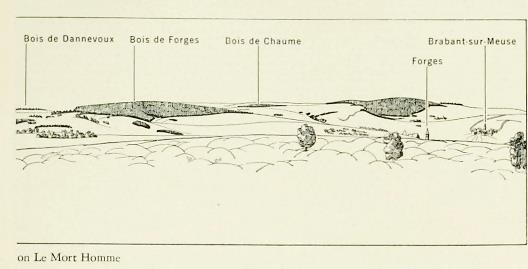 Bois de Dannevoux Bois de Forges Bois de Chaume Brabant-sur-Meuse
Forges
on Le Mort Homme